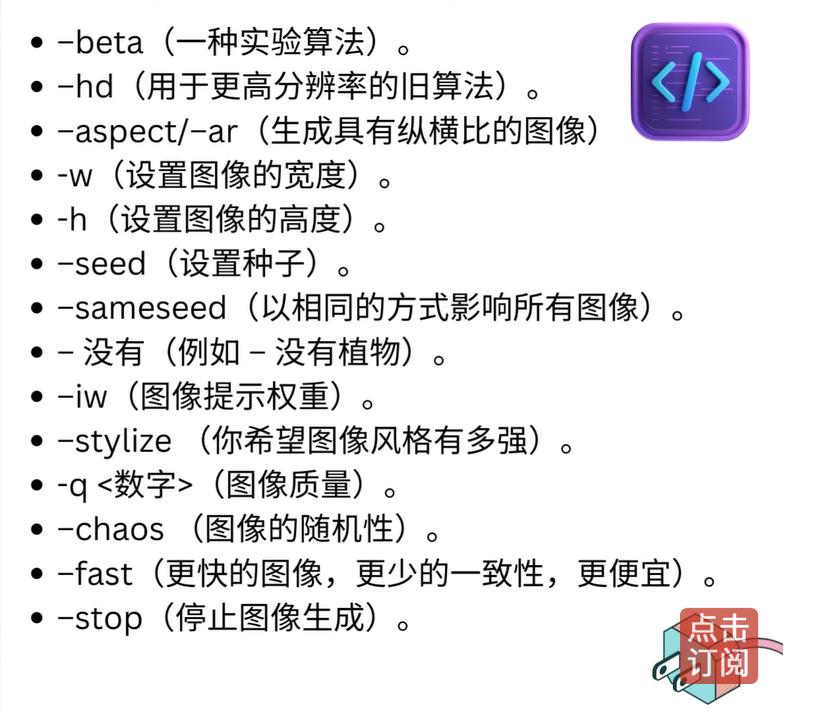 • –beta（一种实验算法）。
• –hd（用于更高分辨率的旧算法）。
• –aspect/–ar（生成具有纵横比的图像）
• -w（设置图像的宽度）。
• -h（设置图像的高度）。
• –seed（设置种子）。
• –sameseed（以相同的方式影响所有图像）。
• – 没有（例如 – 没有植物）。
• –iw（图像提示权重）。
• –stylize （你希望图像风格有多强）。
• -q <数字>（图像质量）。
• –chaos （图像的随机性）。
• –fast（更快的图像，更少的一致性，更便宜）。
• –stop（停止图像生成）。
</>
点击
订阅